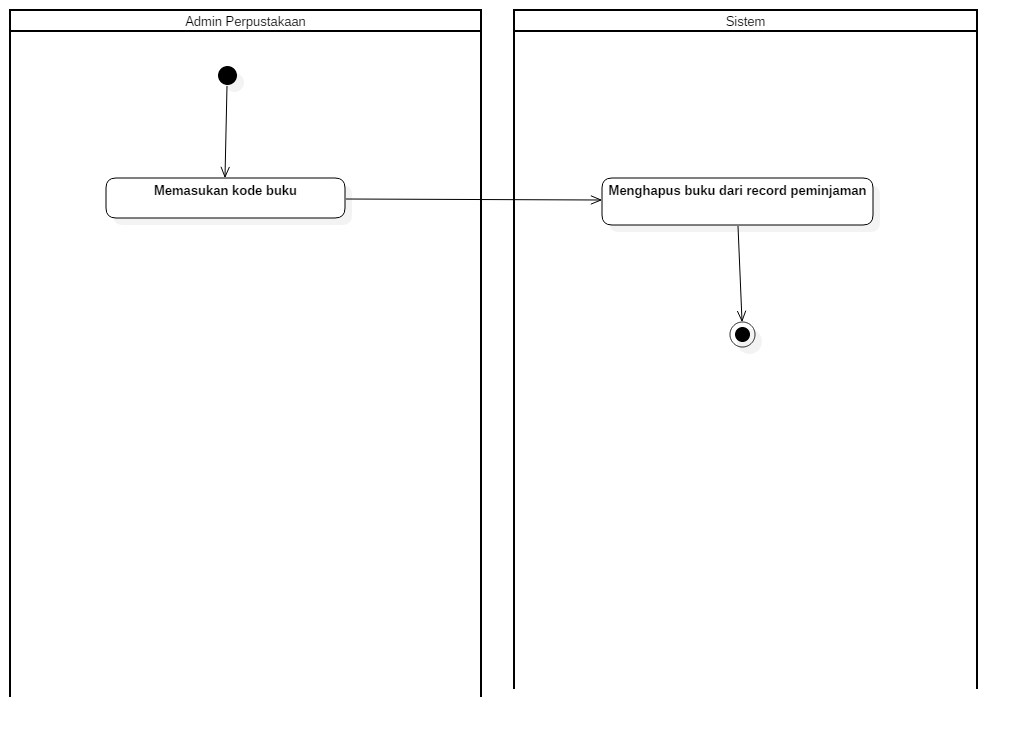 Admin Perpustakaan
Sistem
Memasukan kode buku
Menghapus buku dari record peminjaman